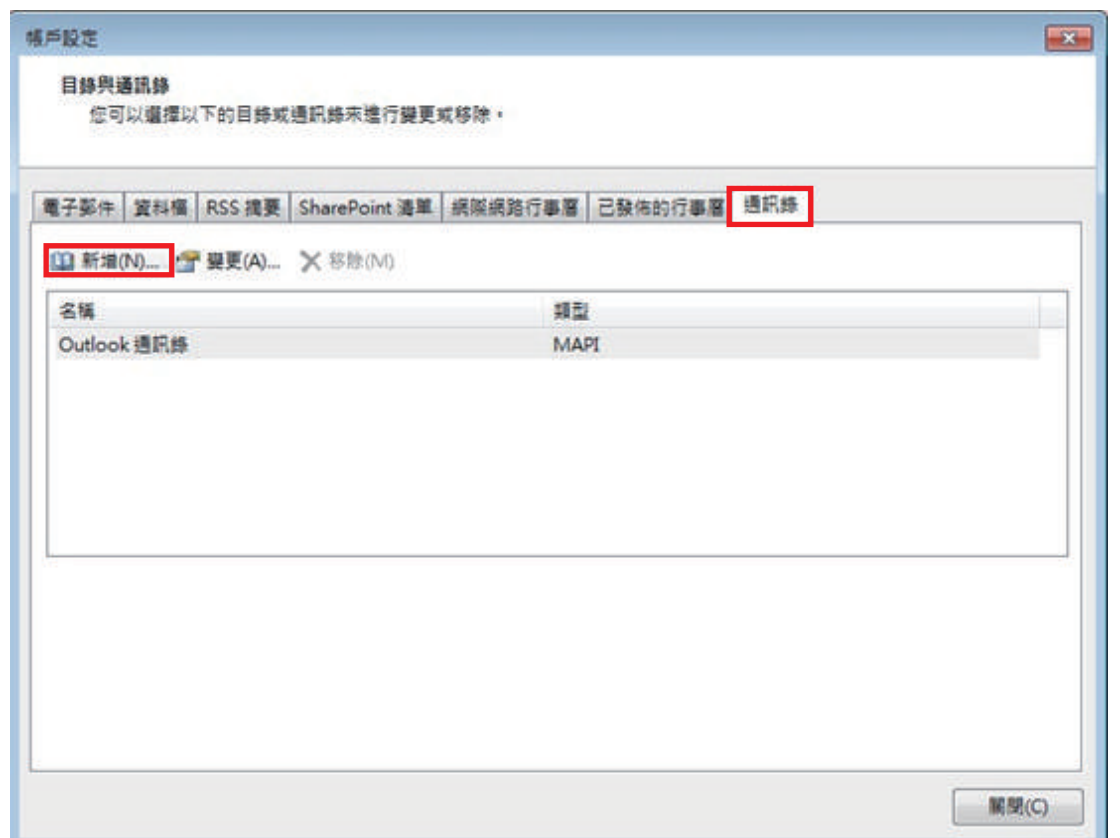 帳戶設定
目錄與通訊錄
您可以選擇以下的目錄或通訊錄來進行變更或移除。
電子郵件 資料檔 RSS 摘要 SharePoint 清單 網際網路行事曆 已發佈的行事曆 通訊錄
新增(N)... 變更(A)... 移除(M)
名稱 類型
Outlook 通訊錄 MAPI
關閉(C)